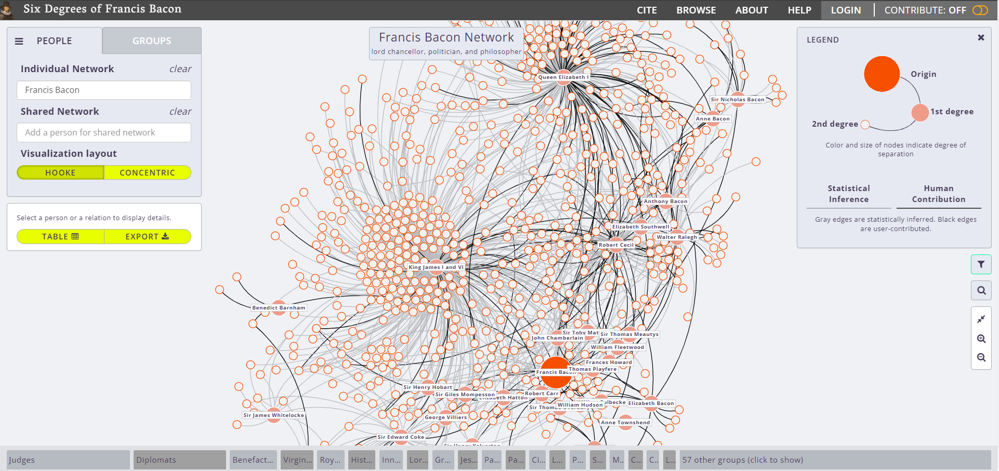 Six Degrees of Francis Bacon
CITE BROWSE ABOUT HELP LOGIN CONTRIBUTE: OFF
PEOPLE GROUPS
Individual Network clear
Francis Bacon
Shared Network clear
Add a person for shared network
Visualization layout
HOOKE CONCENTRIC
Select a person or a relation to display details.
TABLE EXPORT
Francis Bacon Network
lord chancellor, politician, and philosopher
Queen Elizabeth I
Sir Nicholas Bacon
Anne Bacon
Anthony Bacon
Elizabeth Southwell
Walter Ralegh
Robert Cecil
King James I and VI
Benedict Barnham
Sir Toby Mat
Sir Thomas Meautys
John Chamberlain
William Fleetwood
Frances Howard
Thomas Playfere
Francis Bacon
Sir Henry Hobart
Sir Giles Mompesson
Elizabeth Hatton
Robert Carr
Sir Thomas
William Hudson
ulbecke
Elizabeth Bacon
Sir James Whitelocke
George Villiers
Anne Townshend
Sir Edward Coke
Sir Henry Yelverton
LEGEND
Origin
1st degree
2nd degree
Color and size of nodes indicate degree of
separation
Statistical
Inference
Human
Contribution
Gray edges are statistically inferred. Black edges
are user-contributed.
Judges Diplomats Benefact... Virgin... Roy... Hist... Inn... Lor... Gr... Jes... Pa... Pa... Ci... L... P... S... M.. C... C.. L... 57 other groups (click to show)